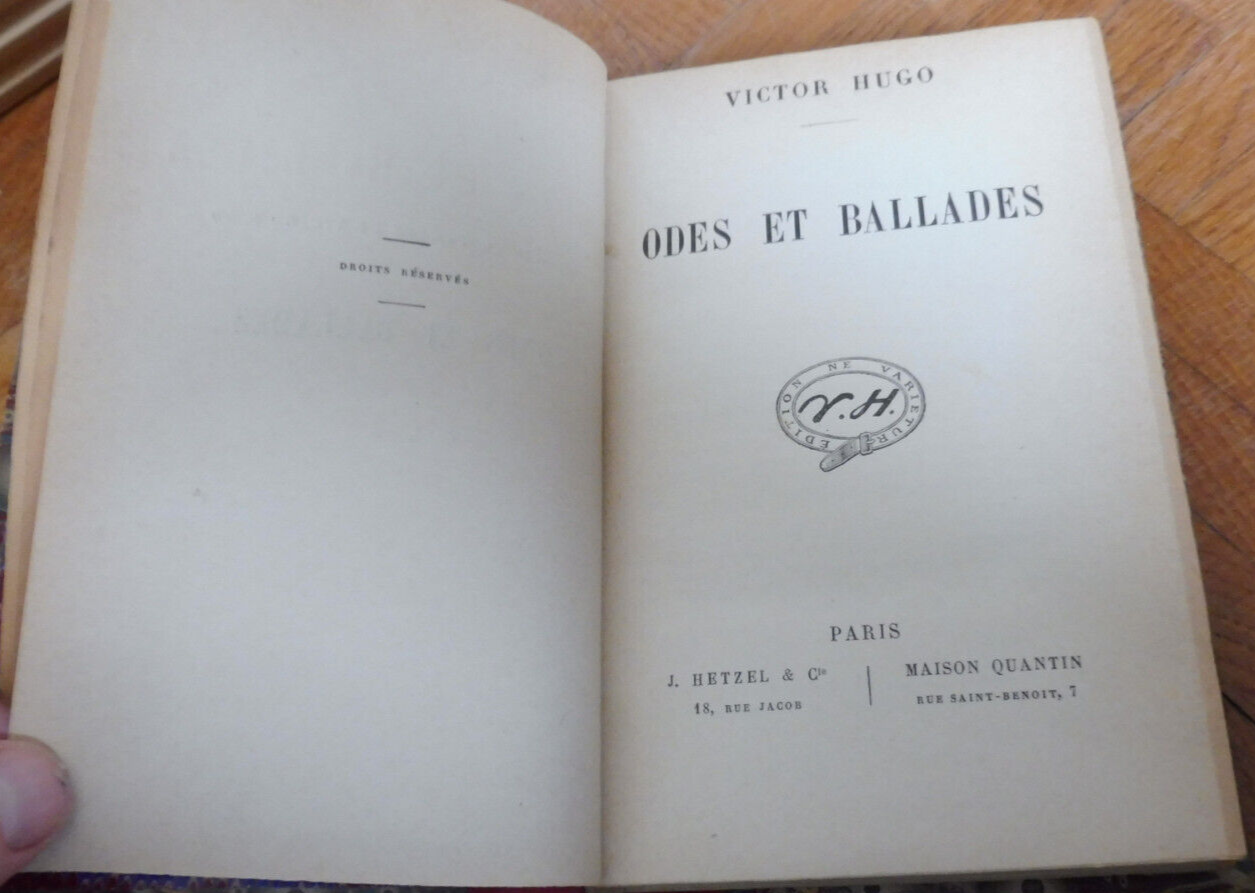 DROITS RÉSERVÉS
VICTOR HUGO
ODES ET BALLADES
EDITION NE VARIETUR
V.H.
PARIS
J. HETZEL & Cie
18, RUE JACOB
MAISON QUANTIN
RUE SAINT-BENOIT, 7